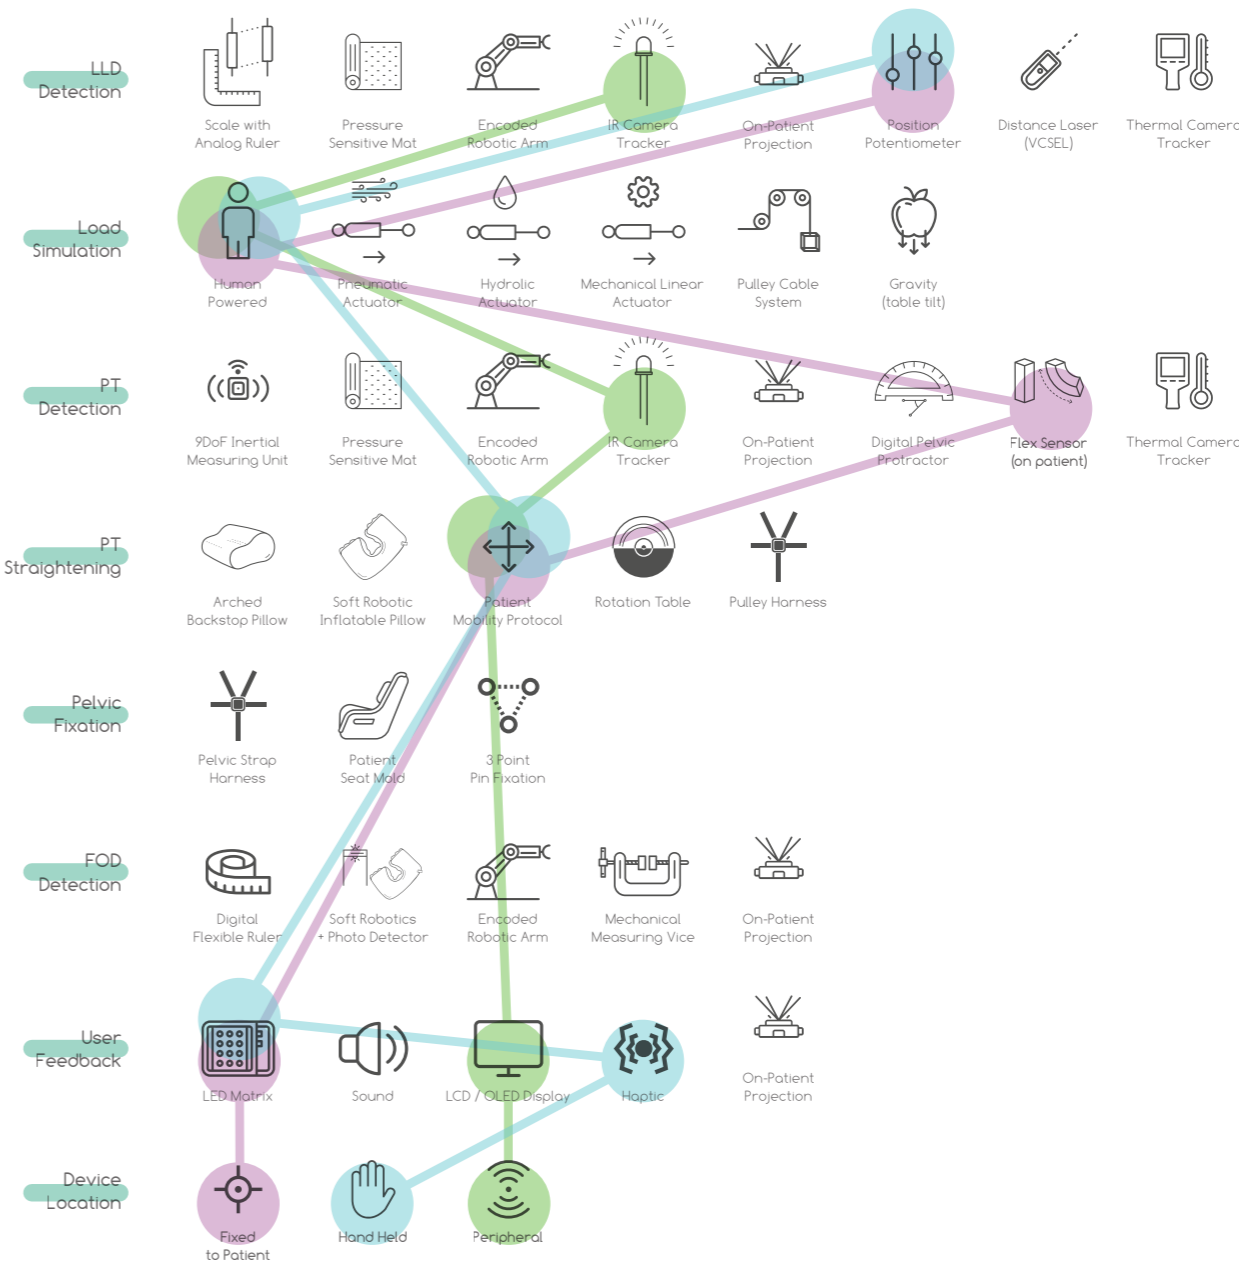 LLD
Detection
Scale with
Analog Ruler
Pressure
Sensitive Mat
Encoded
Robotic Arm
IR Camera
Tracker
On-Patient
Projection
Position
Potentiometer
Distance Laser
(VCSEL)
Thermal Camera
Tracker
Load
Simulation
Human
Powered
Pneumatic
Actuator
Hydrolic
Actuator
Mechanical Linear
Actuator
Pulley Cable
System
Gravity
(table tilt)
PT
Detection
9DoF Inertial
Measuring Unit
Pressure
Sensitive Mat
Encoded
Robotic Arm
IR Camera
Tracker
On-Patient
Projection
Digital Pelvic
Protractor
Flex Sensor
(on patient)
Thermal Camera
Tracker
PT
Straightening
Arched
Backstop Pillow
Soft Robotic
Inflatable Pillow
Patient
Mobility Protocol
Rotation Table
Pulley Harness
Pelvic
Fixation
Pelvic Strap
Harness
Patient
Seat Mold
3 Point
Pin Fixation
FOD
Detection
Digital
Flexible Ruler
Soft Robotics
+ Photo Detector
Encoded
Robotic Arm
Mechanical
Measuring Vice
On-Patient
Projection
User
Feedback
LED Matrix
Sound
LCD / OLED Display
Haptic
On-Patient
Projection
Device
Location
Fixed
to Patient
Hand Held
Peripheral